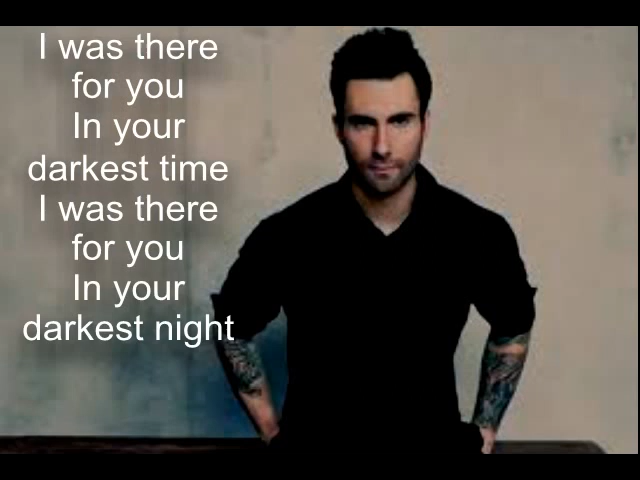 I was there
for you
In your
darkest time
I was there
for you
In your
darkest night